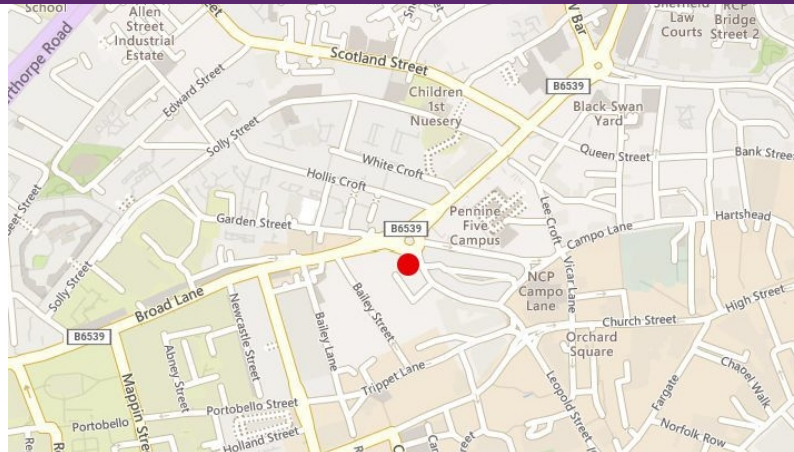 School
Allen
Street
Industrial
Estate
Scotland Street
W Bar
Law
Courts
RCP
Bridge
Street 2
Edward Street
Children
1st
Nuesery
B6539
Black Swan
Yard
Solly Street
White Croft
Hollis Croft
Queen Street
Bank Street
Lee Croft
Pennine
Five
Campus
Garden Street
B6539
Campo Lane
Hartshead
Solly Street
Broad Lane
Newcastle Street
Bailey Lane
Bailey Street
NCP
Campo
Lane
Vicar Lane
Church Street
High Street
Orchard
Square
B6539
Abney Street
Mappin
Trippet Lane
Leopold Street
Fargate
Chapel Walk
Portobello
Portobello Street
Holland Street
Norfolk Row